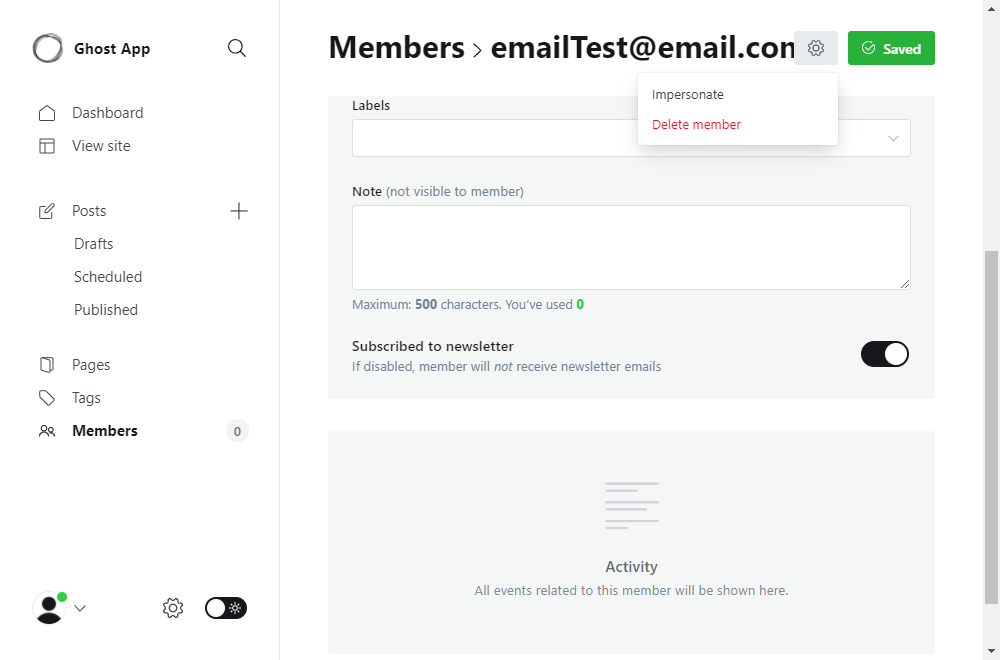 Ghost App
Members > emailTest@email.com
Saved
Impersonate
Delete member
Dashboard
View site
Posts
Drafts
Scheduled
Published
Pages
Tags
Members 0
Labels
Note (not visible to member)
Maximum: 500 characters. You've used 0
Subscribed to newsletter
If disabled, member will not receive newsletter emails
Activity
All events related to this member will be shown here.